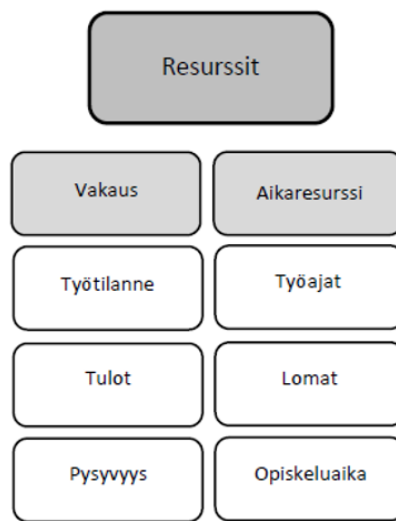 Resurssit
Vakaus
Aikaresurssi
Työtilanne
Työajat
Tulot
Lomat
Pysyvyys
Opiskeluaika